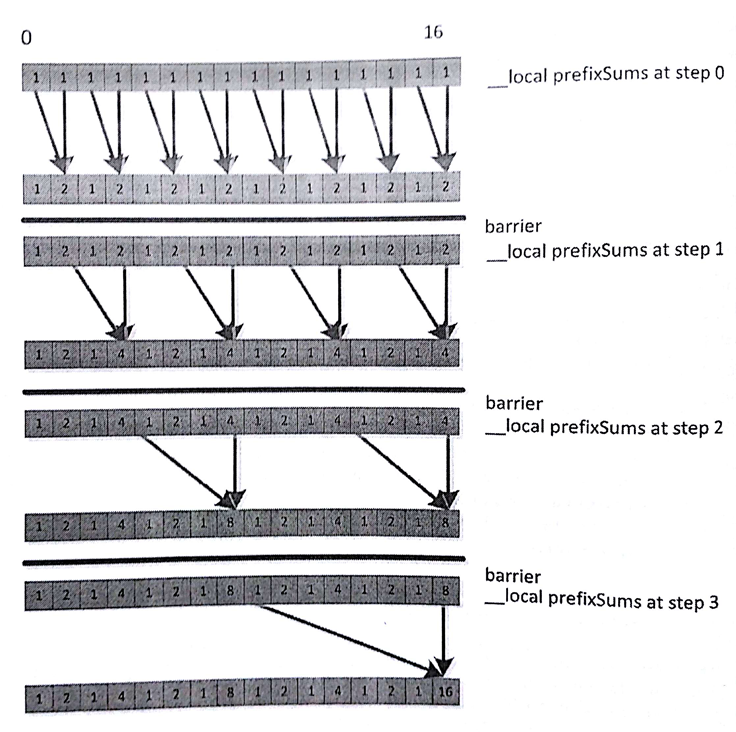 0 16
1 1 1 1 1 1 1 1 1 1 1 1 1 1 1 1
__local prefixSums at step 0
1 2 1 2 1 2 1 2 1 2 1 2 1 2 1 2
barrier
1 2 1 2 1 2 1 2 1 2 1 2 1 2 1 2
__local prefixSums at step 1
1 2 1 4 1 2 1 4 1 2 1 4 1 2 1 4
barrier
1 2 1 4 1 2 1 4 1 2 1 4 1 2 1 4
__local prefixSums at step 2
1 2 1 4 1 2 1 8 1 2 1 4 1 2 1 8
barrier
1 2 1 4 1 2 1 8 1 2 1 4 1 2 1 8
__local prefixSums at step 3
1 2 1 4 1 2 1 8 1 2 1 4 1 2 1 16